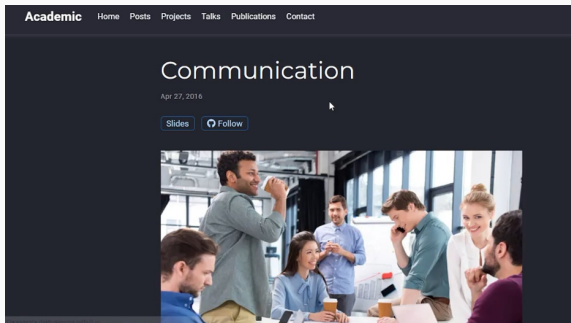 Academic Home Posts Projects Talks Publications Contact
Communication
Apr 27, 2016
Slides Follow